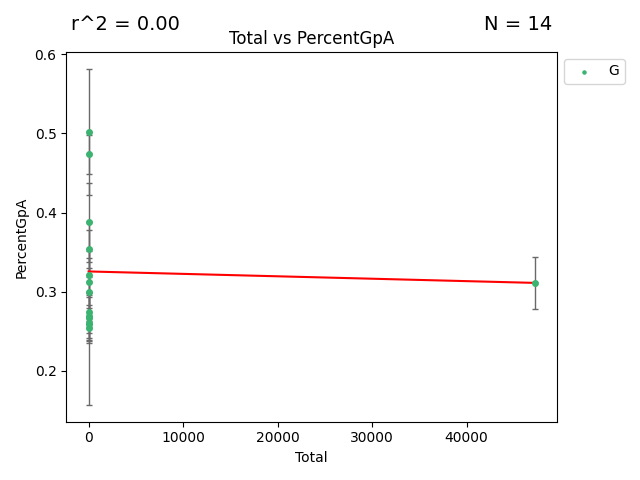 r^2 = 0.00
N = 14
Total vs PercentGpA
G
PercentGpA
0.6
0.5
0.4
0.3
0.2
0
10000
20000
30000
40000
Total